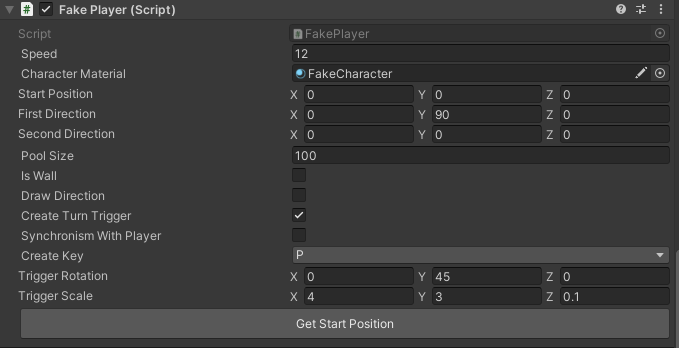 Fake Player (Script)
Script FakePlayer
Speed 12
Character Material FakeCharacter
Start Position X 0 Y 0 Z 0
First Direction X 0 Y 90 Z 0
Second Direction X 0 Y 0 Z 0
Pool Size 100
Is Wall
Draw Direction
Create Turn Trigger
Synchronism With Player
Create Key P
Trigger Rotation X 0 Y 45 Z 0
Trigger Scale X 4 Y 3 Z 0.1
Get Start Position